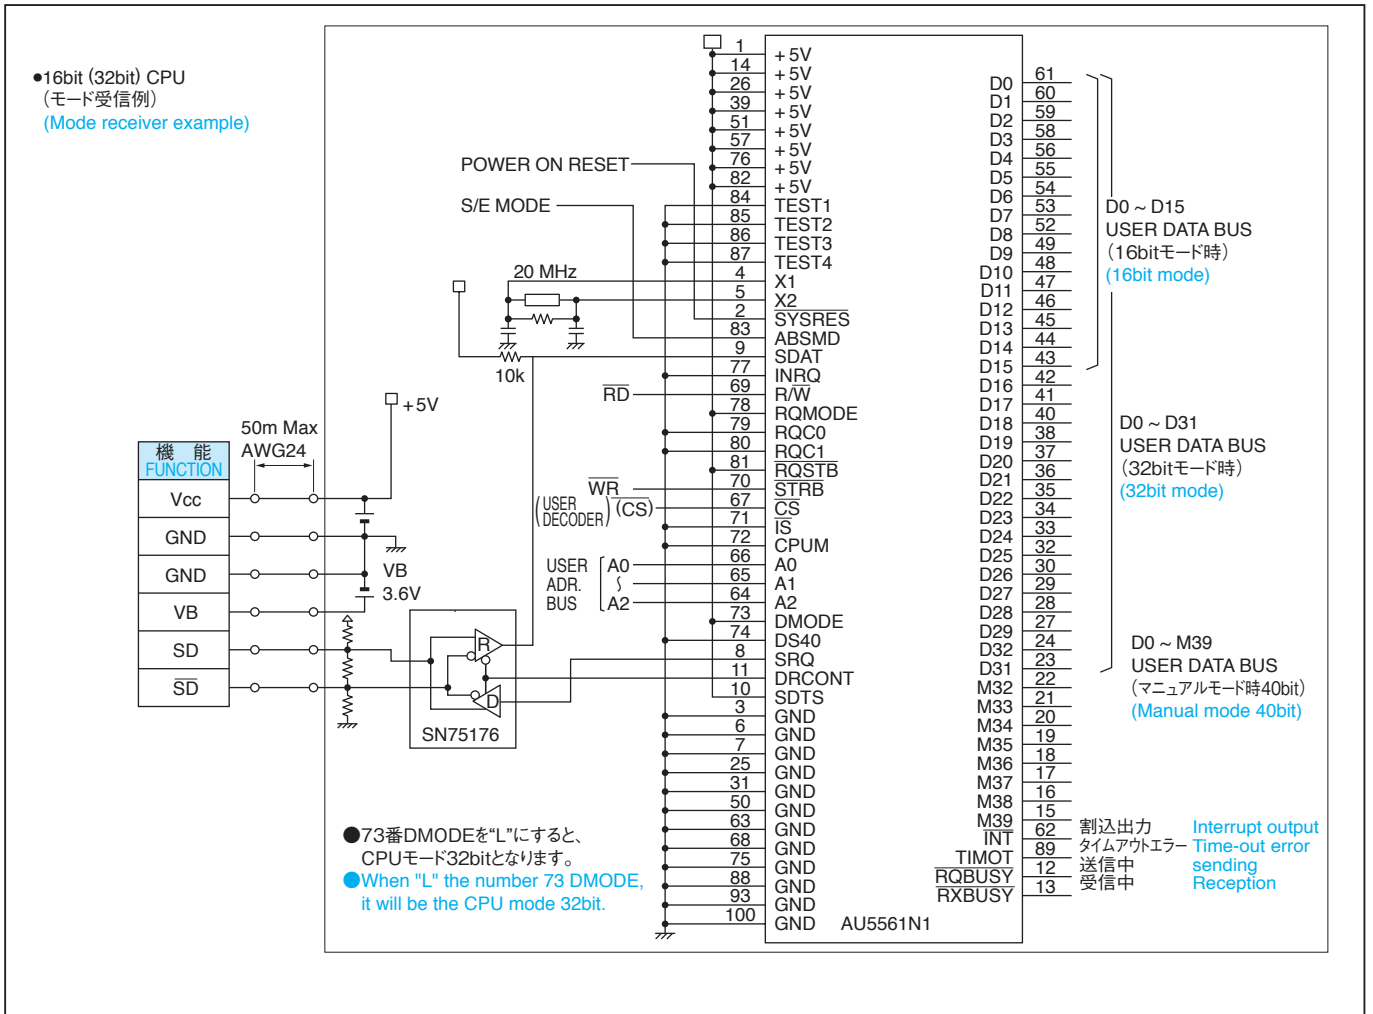 ●16bit (32bit) CPU
(モード受信例)
(Mode receiver example)
POWER ON RESET
S/E MODE
20 MHz
10k
RD
+5V
50m Max
AWG24
機 能
FUNCTION
Vcc
GND
GND
VB
SD
SD
VB
3.6V
WR
(USER DECODER) (CS)
USER ADR. BUS
A0
~
A2
R
D
SN75176
●73番DMODEを“L”にすると、
CPUモード32bitとなります。
●When "L" the number 73 DMODE,
it will be the CPU mode 32bit.
1 +5V
14 +5V
26 +5V
39 +5V
51 +5V
57 +5V
76 +5V
82 +5V
84 TEST1
85 TEST2
86 TEST3
87 TEST4
4 X1
5 X2
2 SYSRES
83 ABSMD
9 SDAT
77 INRQ
69 R/W
78 RQMODE
79 RQC0
80 RQC1
81 RQSTB
70 STRB
67 CS
71 IS
72 CPUM
66 A0
65 A1
64 A2
73 DMODE
74 DS40
8 SRQ
11 DRCONT
10 SDTS
3 GND
6 GND
7 GND
25 GND
31 GND
50 GND
63 GND
68 GND
75 GND
88 GND
93 GND
100 GND
AU5561N1
D0 61
D1 60
D2 59
D3 58
D4 56
D5 55
D6 54
D7 53
D8 52
D9 49
D10 48
D11 47
D12 46
D13 45
D14 44
D15 43
D16 42
D17 41
D18 40
D19 38
D20 37
D21 36
D22 35
D23 34
D24 33
D25 32
D26 30
D27 29
D28 28
D29 27
D32 24
D31 23
M32 22
M33 21
M34 20
M35 19
M36 18
M37 17
M38 16
M39 15
INT 62 割込出力 Interrupt output
TIMOT 89 タイムアウトエラー Time-out error
RQBUSY 12 送信中 sending
RXBUSY 13 受信中 Reception
D0 ~ D15
USER DATA BUS
(16bitモード時)
(16bit mode)
D0 ~ D31
USER DATA BUS
(32bitモード時)
(32bit mode)
D0 ~ M39
USER DATA BUS
(マニュアルモード時40bit)
(Manual mode 40bit)